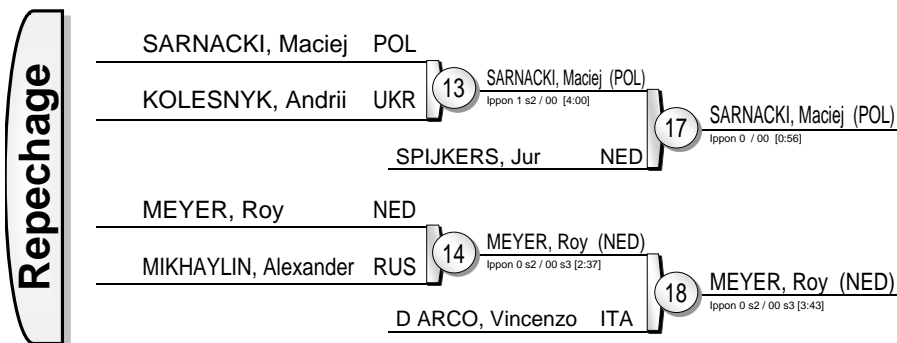 Repechage
SARNACKI, Maciej POL
KOLESNYK, Andrii UKR
13
SARNACKI, Maciej (POL)
Ippon 1 s2 / 00 [4:00]
SPIJKERS, Jur NED
17
SARNACKI, Maciej (POL)
Ippon 0 / 00 [0:56]
MEYER, Roy NED
MIKHAYLIN, Alexander RUS
14
MEYER, Roy (NED)
Ippon 0 s2 / 00 s3 [2:37]
D ARCO, Vincenzo ITA
18
MEYER, Roy (NED)
Ippon 0 s2 / 00 s3 [3:43]